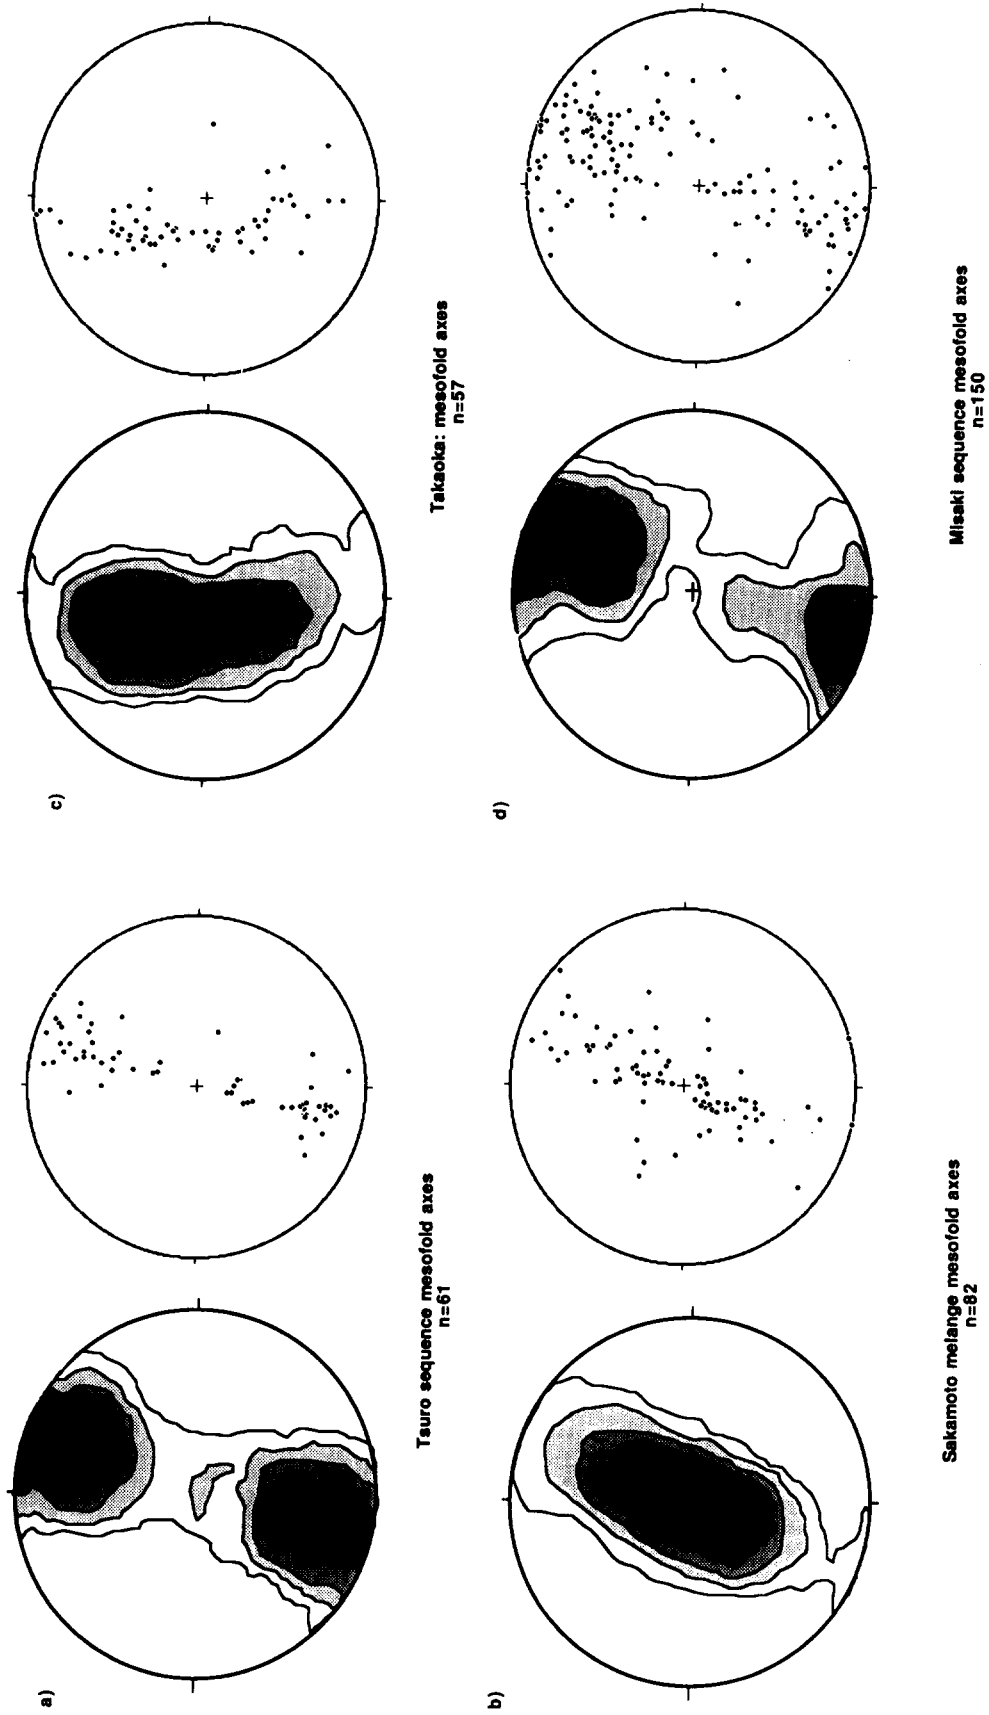 a)
Tsuro sequence mesofold axes
n=61
b)
Sakamoto melange mesofold axes
n=82
c)
Takaoka: mesofold axes
n=57
d)
Misaki sequence mesofold axes
n=150